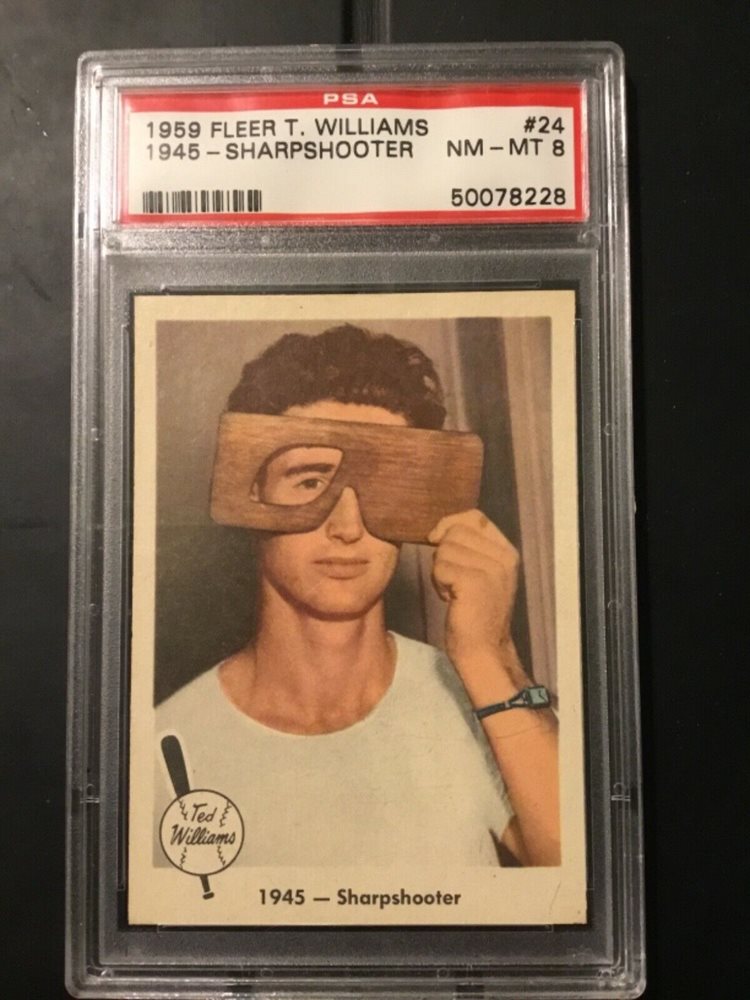 PSA
1959 FLEER T. WILLIAMS #24
1945 – SHARPSHOOTER NM – MT 8
50078228
Ted
Williams
1945 — Sharpshooter